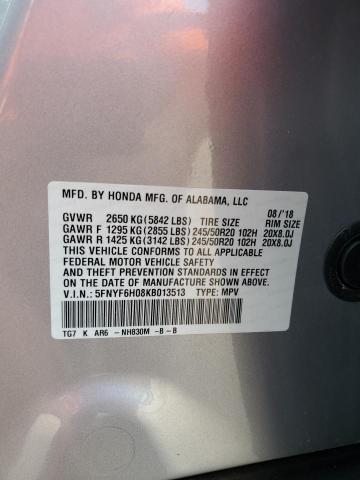 MFD. BY HONDA MFG. OF ALABAMA, LLC
08/'18
GVWR 2650 KG (5842 LBS) TIRE SIZE RIM SIZE
GAWR F 1295 KG (2855 LBS) 245/50R20 102H 20X8.0J
GAWR R 1425 KG (3142 LBS) 245/50R20 102H 20X8.0J
THIS VEHICLE CONFORMS TO ALL APPLICABLE
FEDERAL MOTOR VEHICLE SAFETY
AND THEFT PREVENTION STANDARDS IN
EFFECT ON THE DATE OF MANUFACTURE SHOWN ABOVE.
V.I.N.: 5FNYF6H08KB013513 TYPE: MPV
TG7 K AR6 -NH830M -B-B